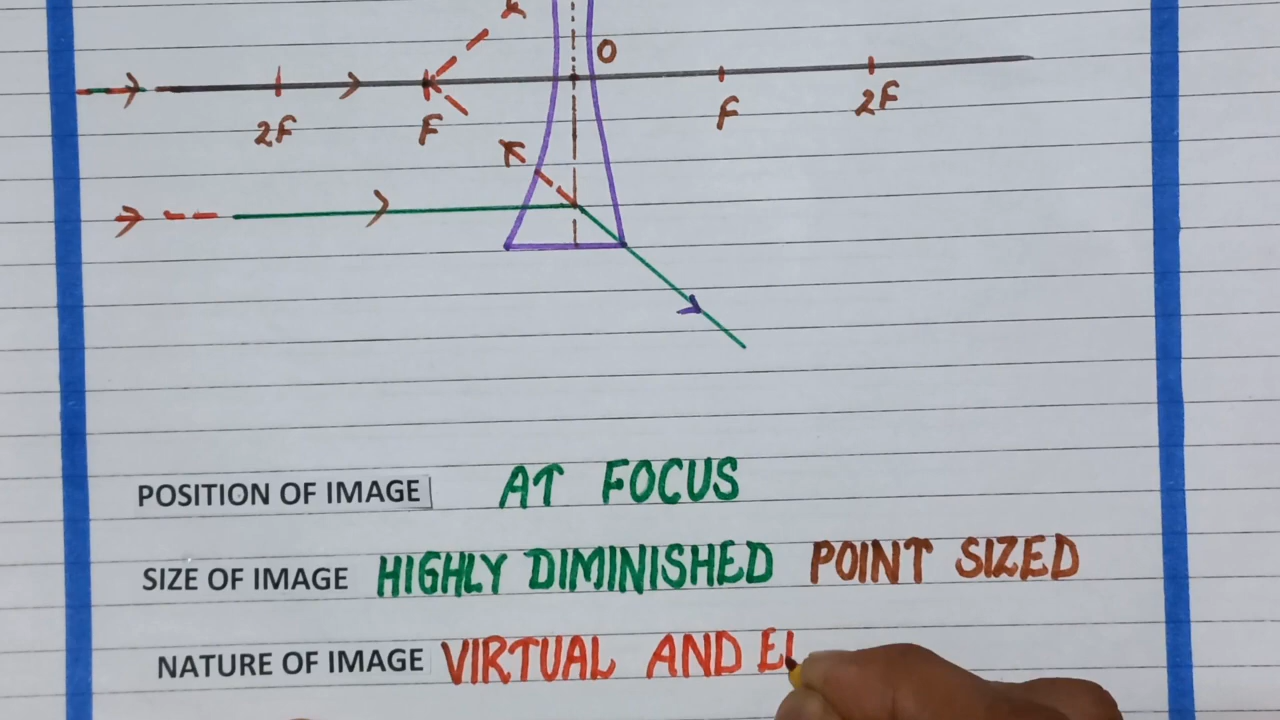 O
2F F F 2F
POSITION OF IMAGE AT FOCUS
SIZE OF IMAGE HIGHLY DIMINISHED POINT SIZED
NATURE OF IMAGE VIRTUAL AND